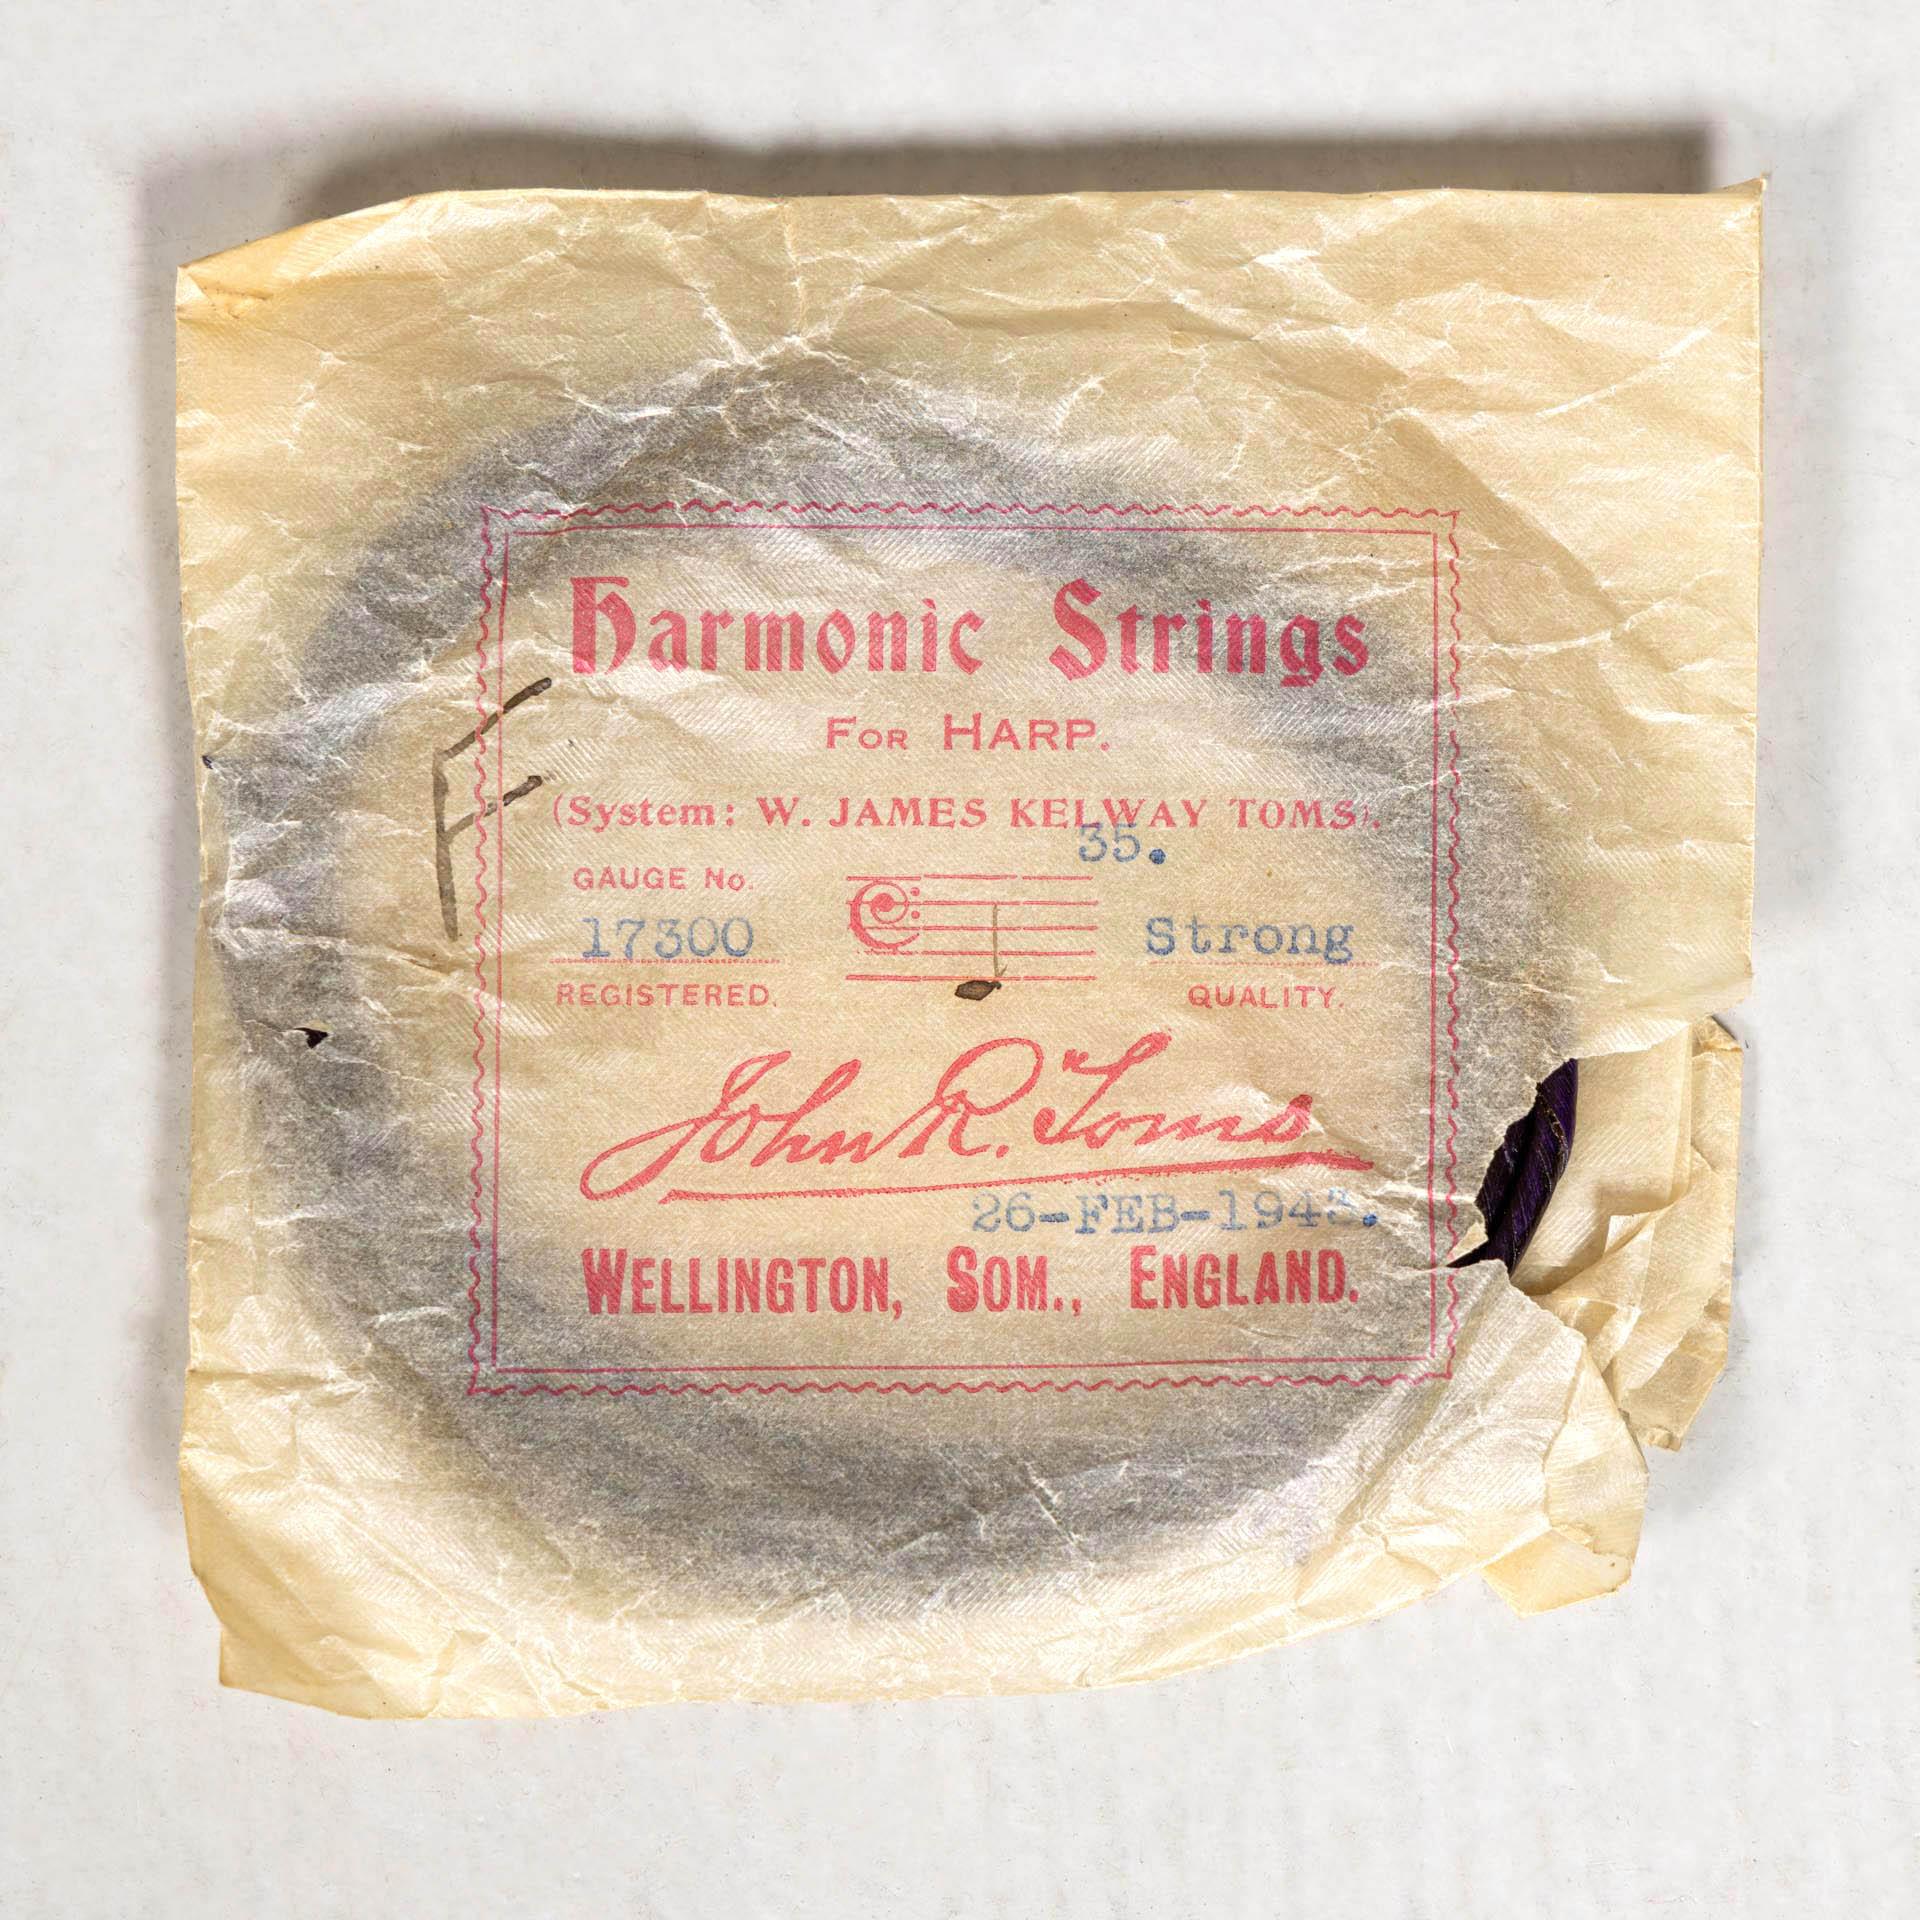 Harmonic Strings
FOR HARP.
(System: W. JAMES KELWAY TOMS).
35.
F
GAUGE No.
17300
Strong
REGISTERED.
QUALITY.
John R. Toms
26-FEB-1943.
WELLINGTON, SOM., ENGLAND.